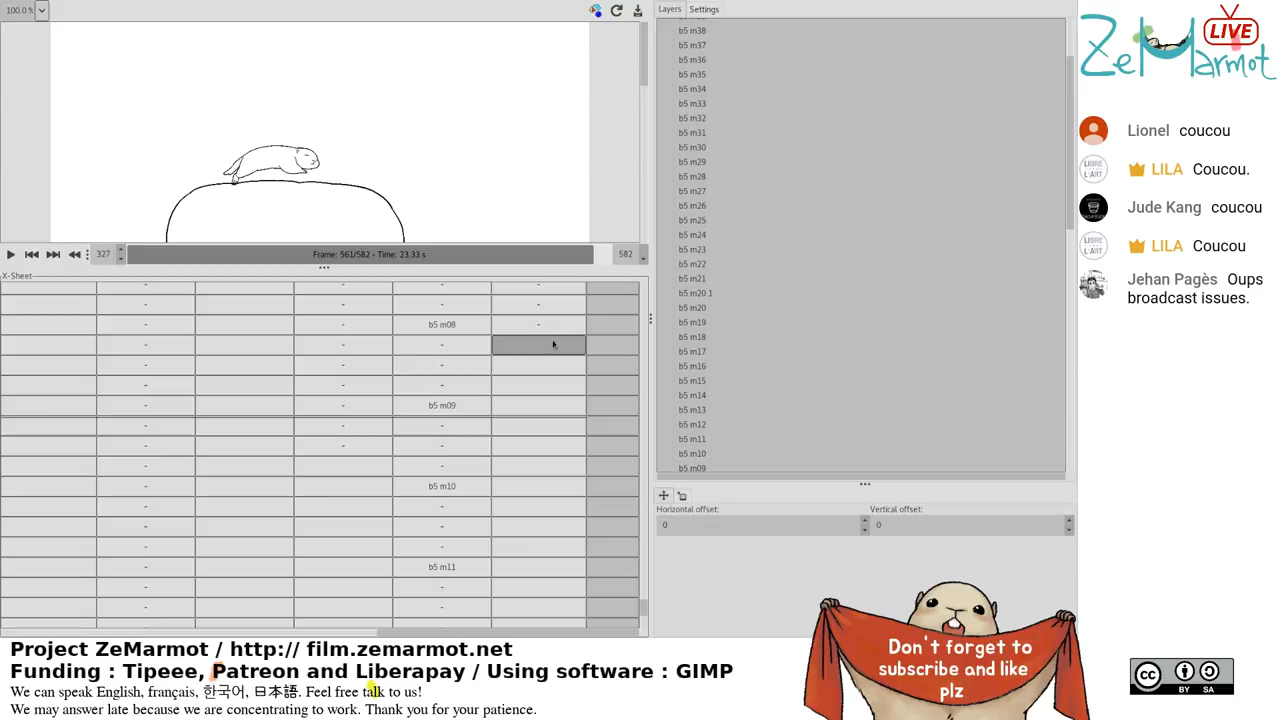 100.0 %
Layers
Settings
b5 m38
b5 m37
b5 m36
b5 m35
b5 m34
b5 m33
b5 m32
b5 m31
b5 m30
b5 m29
b5 m28
b5 m27
b5 m26
b5 m25
b5 m24
b5 m23
b5 m22
b5 m21
b5 m20 1
b5 m20
b5 m19
b5 m18
b5 m17
b5 m16
b5 m15
b5 m14
b5 m13
b5 m12
b5 m11
b5 m10
b5 m09
327
Frame: 561/582 - Time: 23.33 s
582
X-Sheet
b5 m08
b5 m09
b5 m10
b5 m11
Horizontal offset:
Vertical offset:
0
0
LIVE
ZeMarmot
Lionel coucou
LILA Coucou.
Jude Kang coucou
LILA Coucou
Jehan Pagès Oups
broadcast issues.
LIBRE
L'ART
LIBRE
L'ART
Project ZeMarmot / http:// film.zemarmot.net
Funding : Tipeee, Patreon and Liberapay / Using software : GIMP
We can speak English, français, 한국어, 日本語. Feel free talk to us!
We may answer late because we are concentrating to work. Thank you for your patience.
Don't forget to
subscribe and like
plz
CC
BY SA